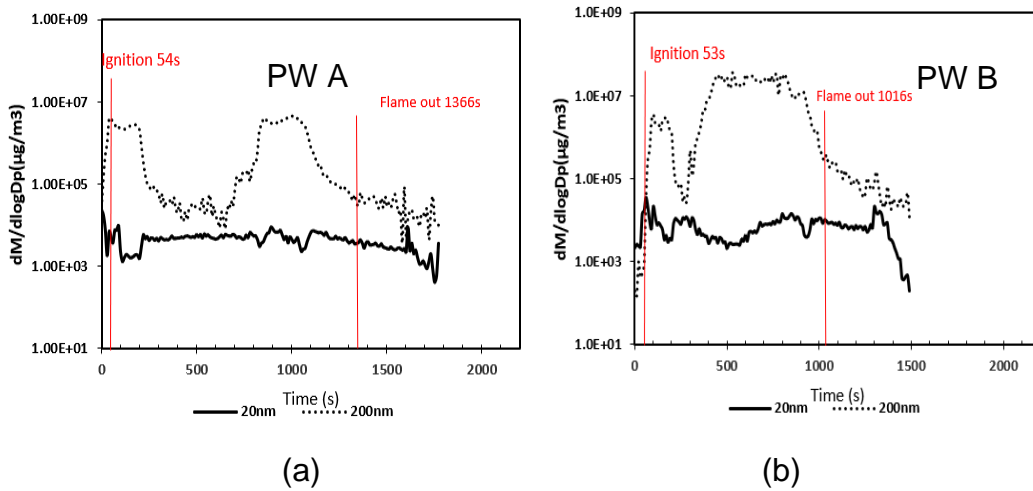 dM/dlogDp(µg/m3)
1.00E+09
1.00E+07
1.00E+05
1.00E+03
1.00E+01
Ignition 54s
PW A
Flame out 1366s
0
500
1000
1500
2000
Time (s)
20nm
200nm
(a)
dM/dlogDp(µg/m3)
1.0E+09
1.0E+07
1.0E+05
1.0E+03
1.0E+01
Ignition 53s
PW B
Flame out 1016s
0
500
1000
1500
2000
Time (s)
20nm
200nm
(b)